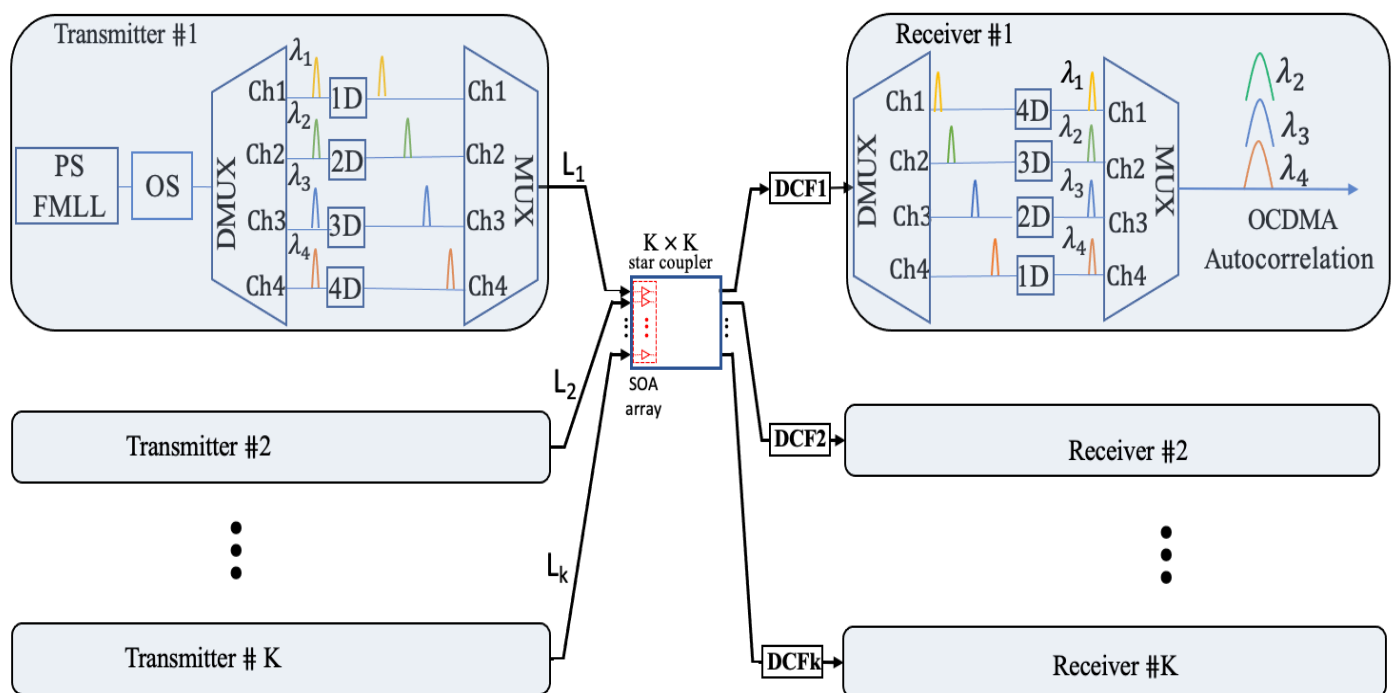 Transmitter #1
λ1
Ch1
1D
Ch1
λ2
Ch2
2D
Ch2
PS
FMLL
OS
DMUX
MUX
λ3
Ch3
3D
Ch3
λ4
Ch4
4D
Ch4
L1
K × K
star coupler
SOA
array
L2
Lk
Transmitter #2
Transmitter # K
DCF1
DCF2
DCFk
Receiver #1
Ch1
4D
λ1
Ch1
Ch2
3D
λ2
Ch2
DMUX
MUX
Ch3
2D
λ3
Ch3
Ch4
1D
λ4
Ch4
λ2
λ3
λ4
OCDMA
Autocorrelation
Receiver #2
Receiver #K